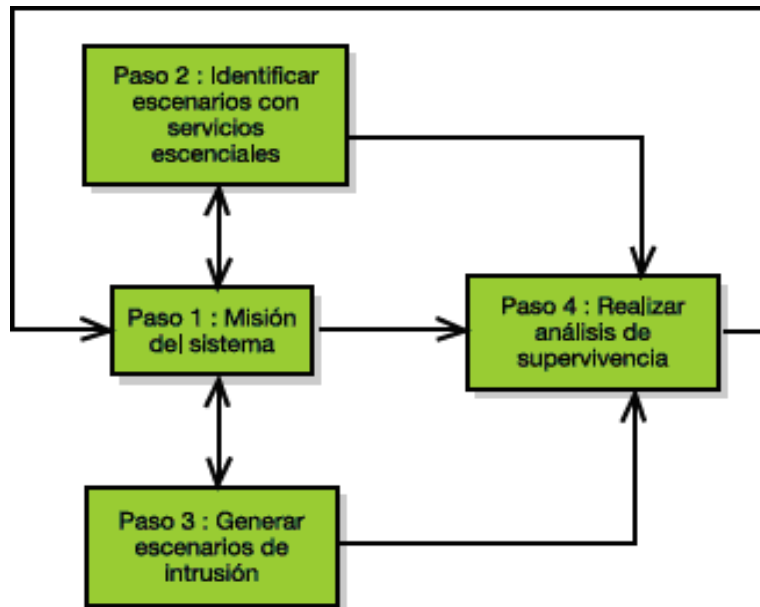 Paso 2 : Identificar
escenarios con
servicios
escenciales
Paso 1 : Misión
del sistema
Paso 4 : Realizar
análisis de
supervivencia
Paso 3 : Generar
escenarios de
intrusión